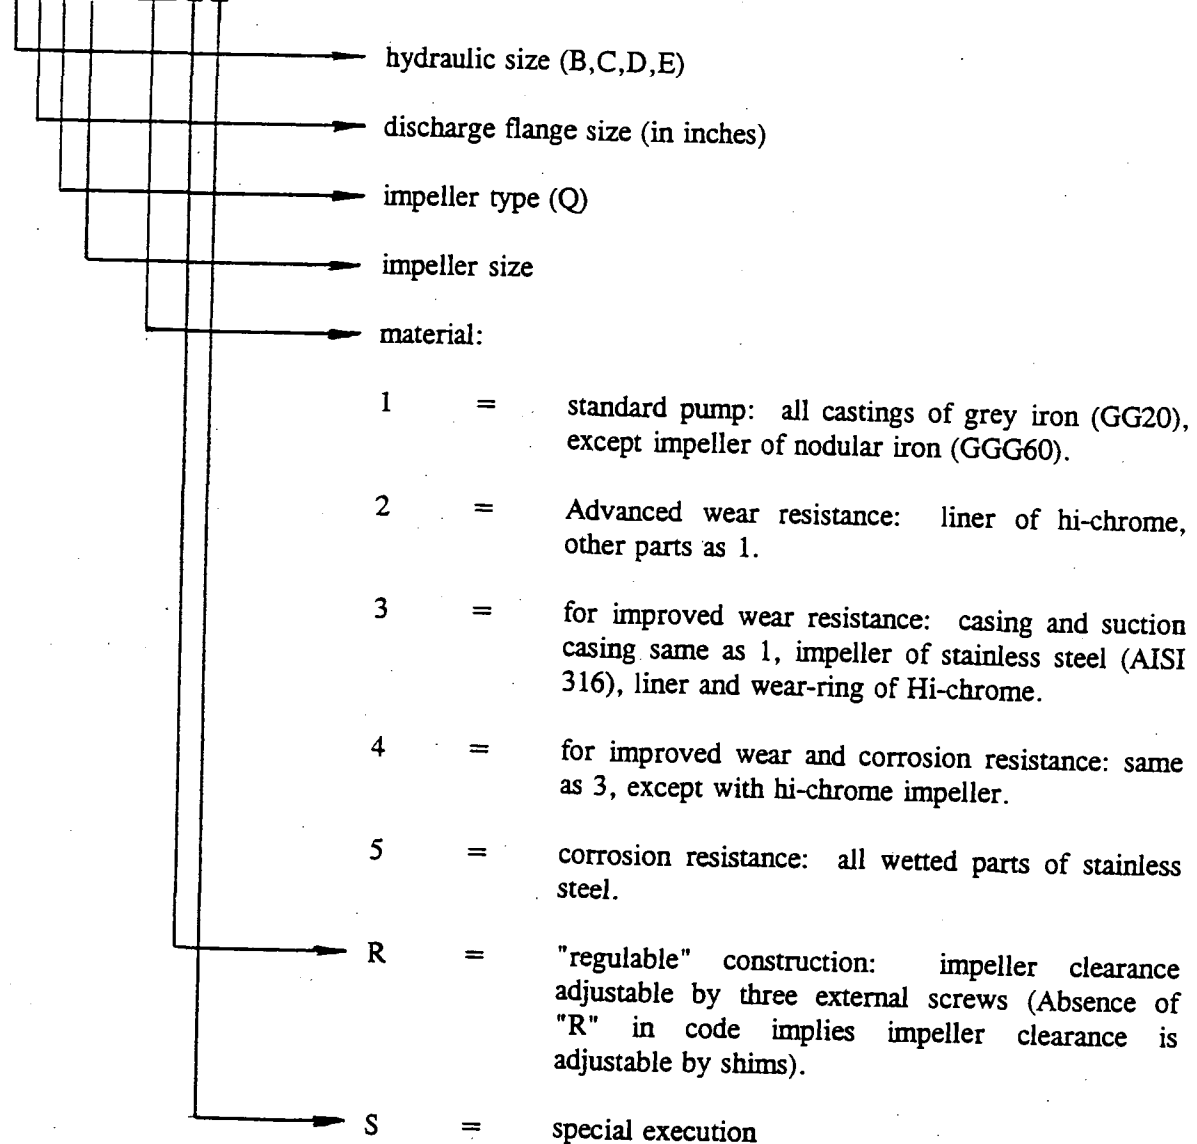 hydraulic size (B,C,D,E)
discharge flange size (in inches)
impeller type (Q)
impeller size
material:
1 = standard pump: all castings of grey iron (GG20),
except impeller of nodular iron (GGG60).
2 = Advanced wear resistance: liner of hi-chrome,
other parts as 1.
3 = for improved wear resistance: casing and suction
casing same as 1, impeller of stainless steel (AISI
316), liner and wear-ring of Hi-chrome.
4 = for improved wear and corrosion resistance: same
as 3, except with hi-chrome impeller.
5 = corrosion resistance: all wetted parts of stainless
steel.
R = "regulable" construction: impeller clearance
adjustable by three external screws (Absence of
"R" in code implies impeller clearance is
adjustable by shims).
S = special execution